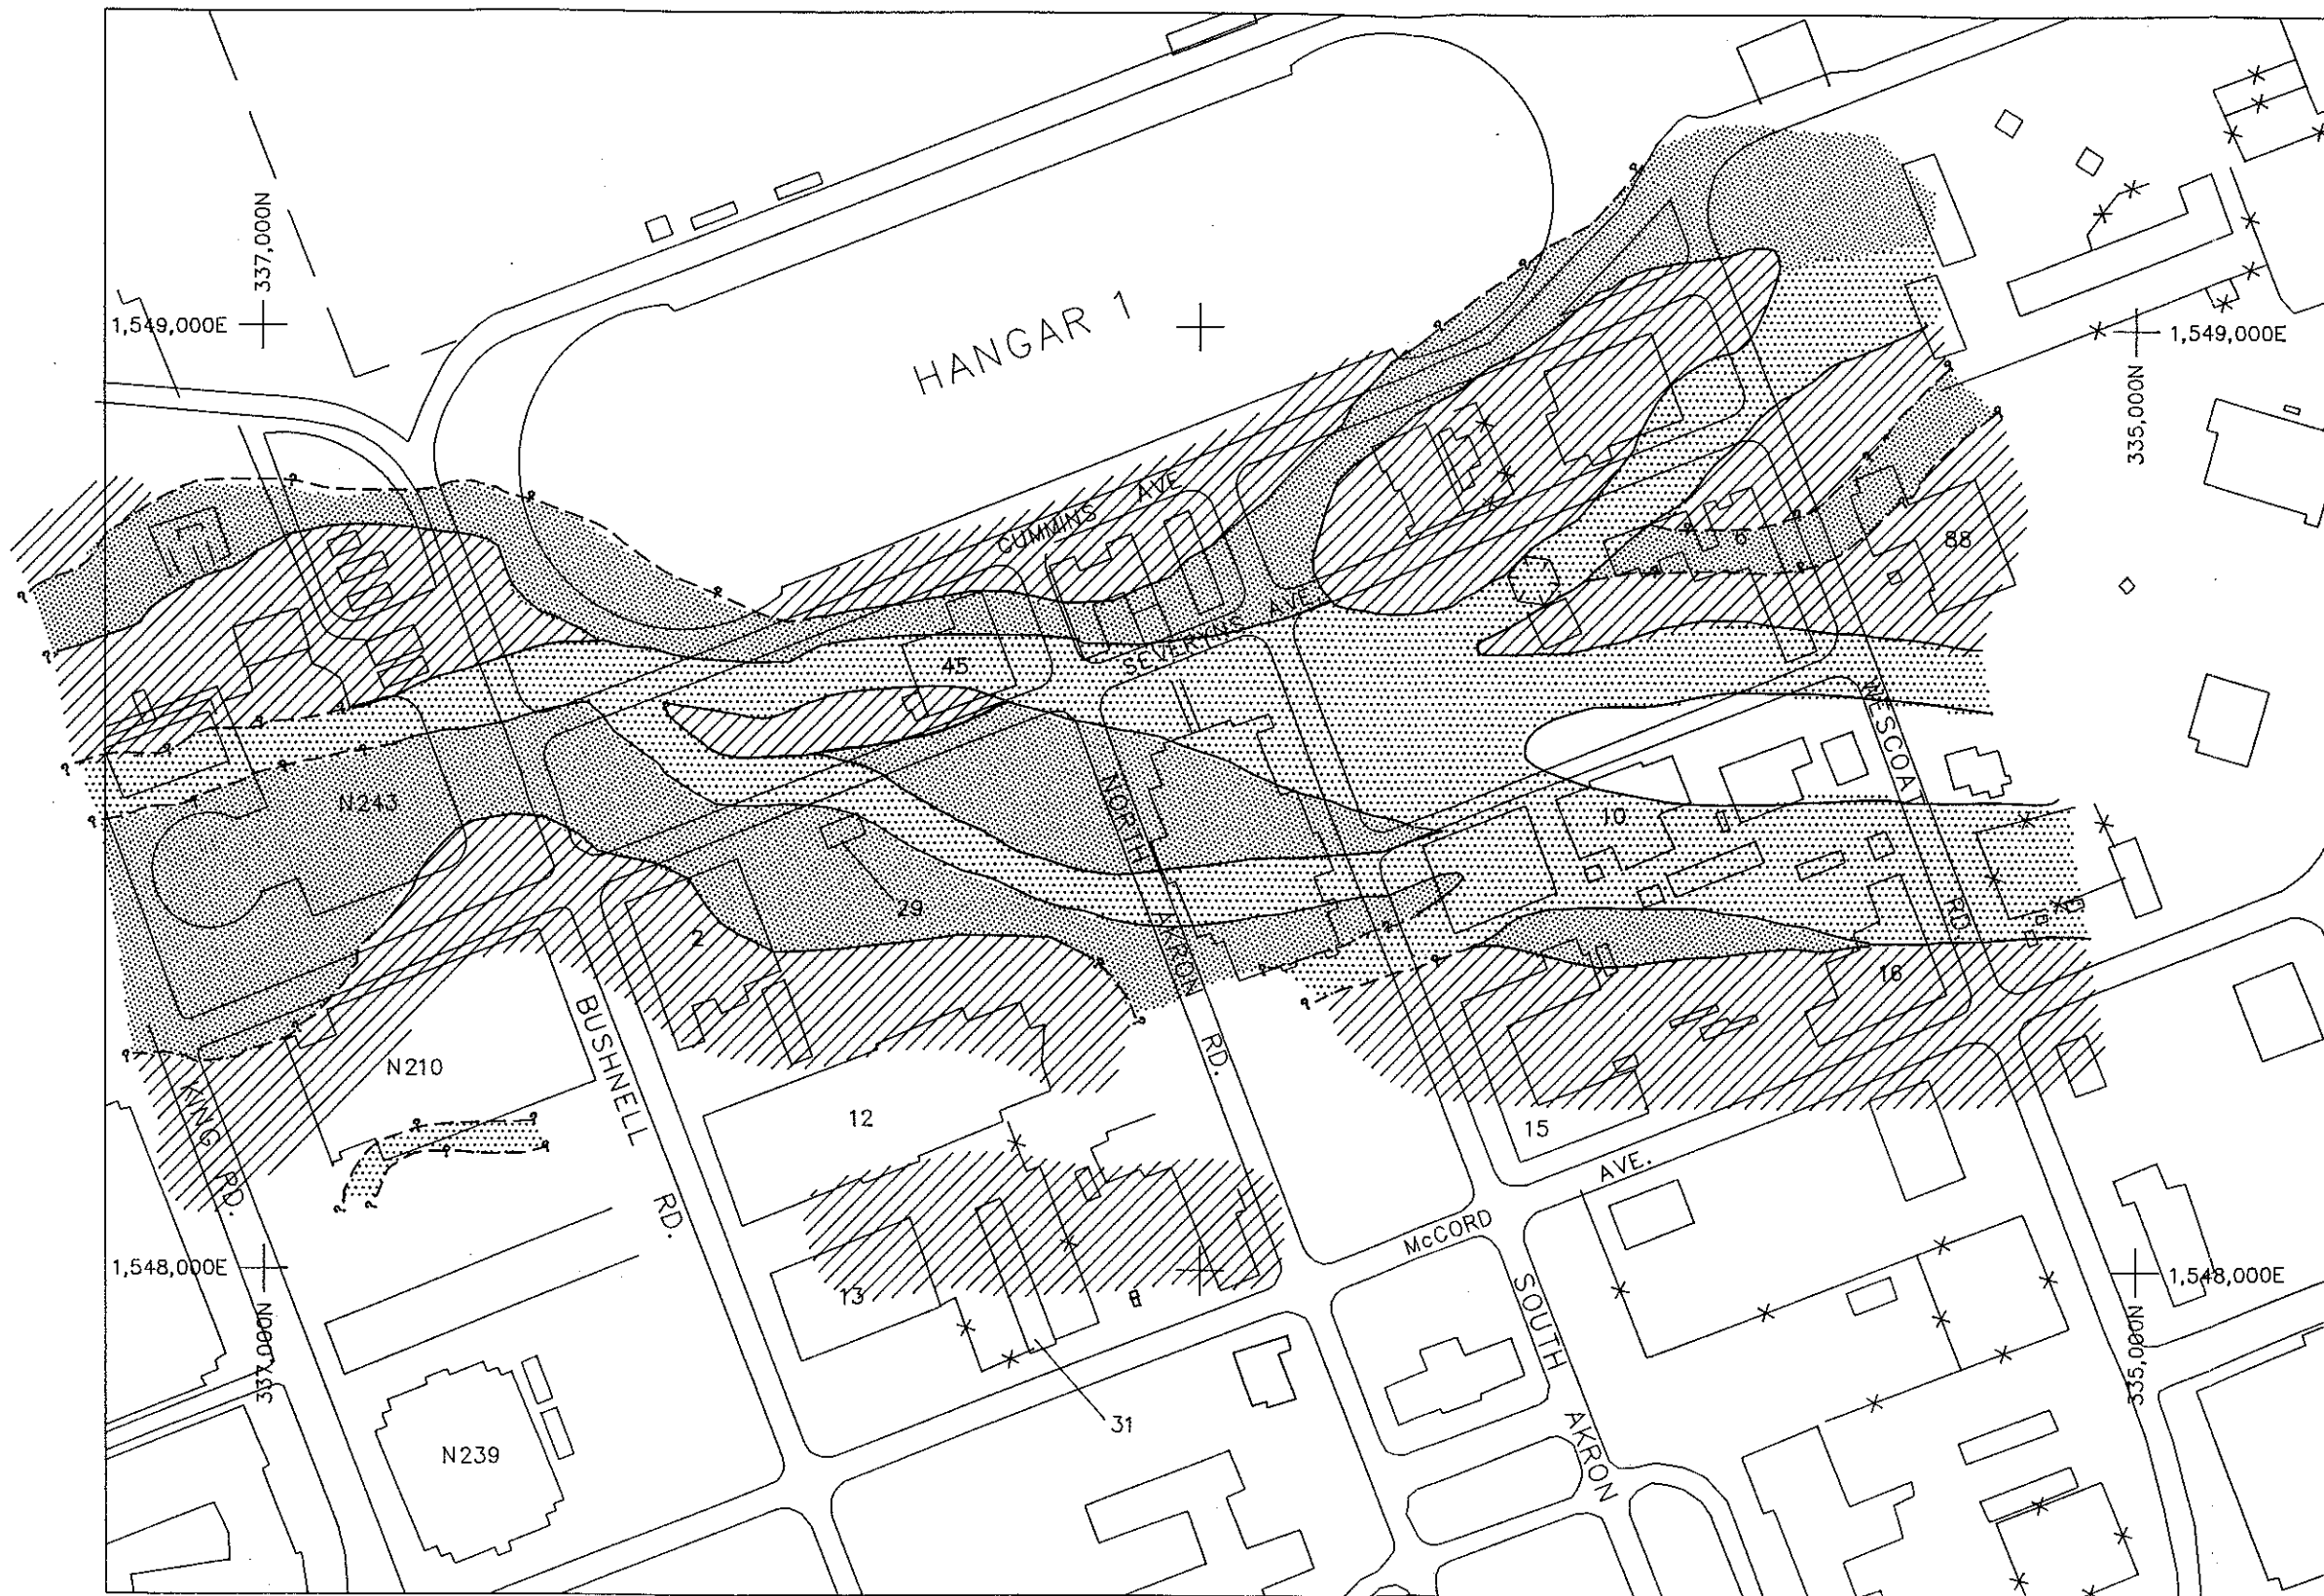 337,000N
1,549,000E
HANGAR 1
1,549,000E
335,000N
CUMMINS AVE
SEVERYNS AVE.
6
88
45
WESCOAT RD
N243
NORTH AKRON RD.
10
29
2
16
BUSHNELL RD.
N210
KING RD.
12
15
AVE.
McCORD
1,548,000E
13
8
1,548,000E
337,000N
SOUTH AKRON
335,000N
31
N239